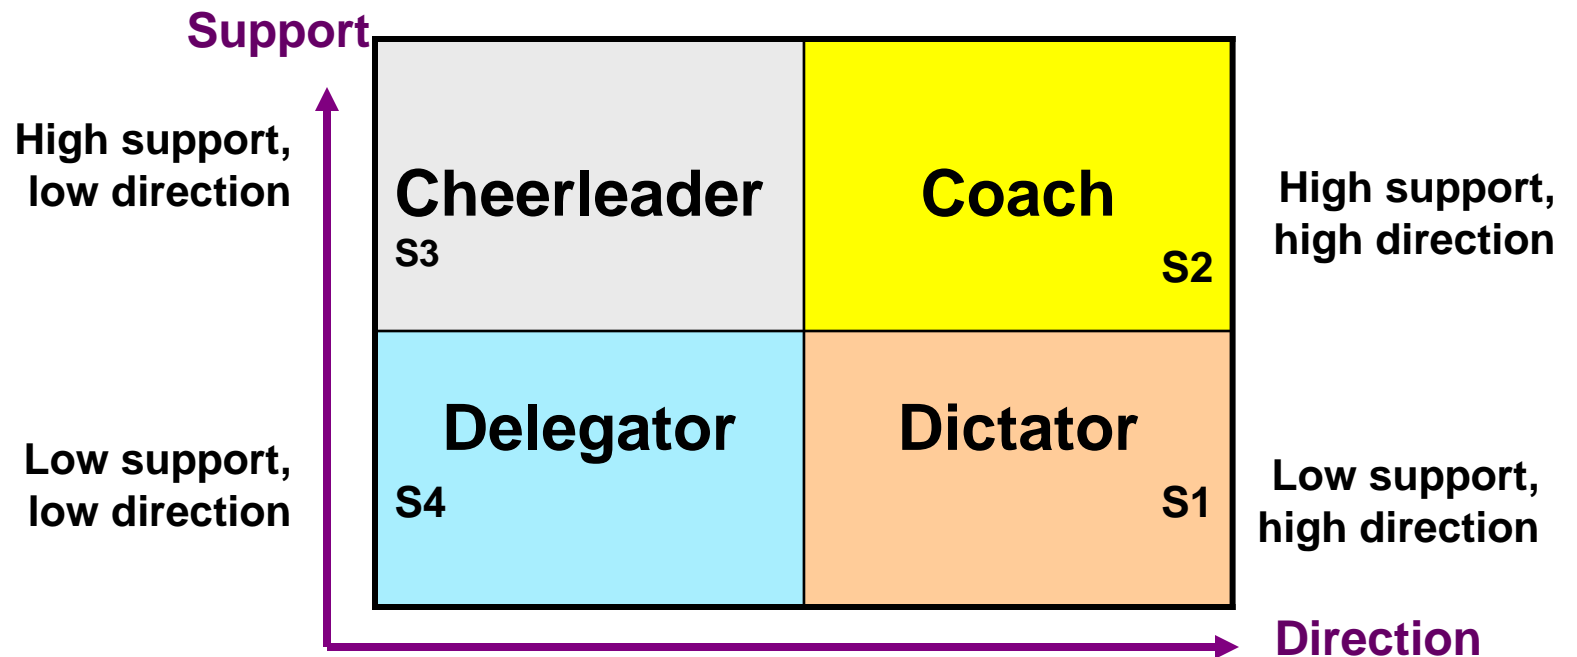 Support
High support,
low direction
Cheerleader
S3
Coach
S2
High support,
high direction
Low support,
low direction
Delegator
S4
Dictator
S1
Low support,
high direction
Direction